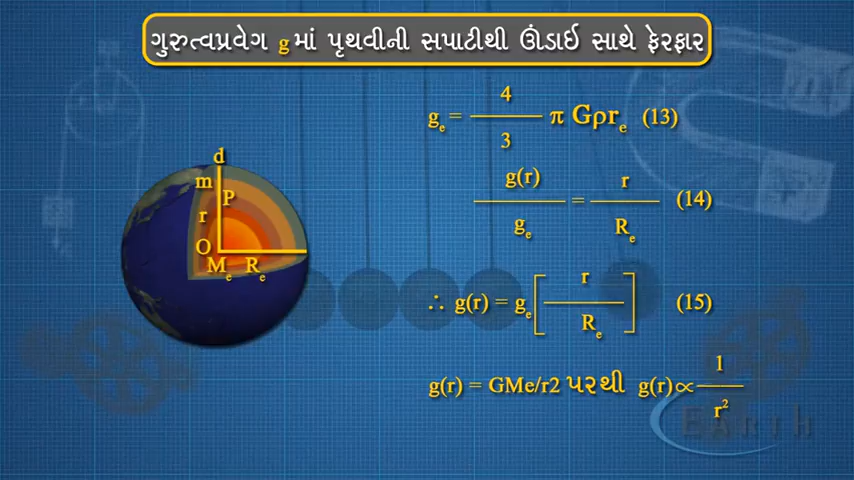 ગુરુત્વપ્રવેગ g માં પૃથવીની સપાટીથી ઊંડાઈ સાથે ફેરફાર
gₑ = 4/3 π Gρrₑ (13)
g(r)/gₑ = r/Rₑ (14)
∴ g(r) = gₑ[r/Rₑ] (15)
g(r) = GMe/r2 પરથી g(r)∝ 1/r²
d
m
P
r
O
Mₑ Rₑ
EArth